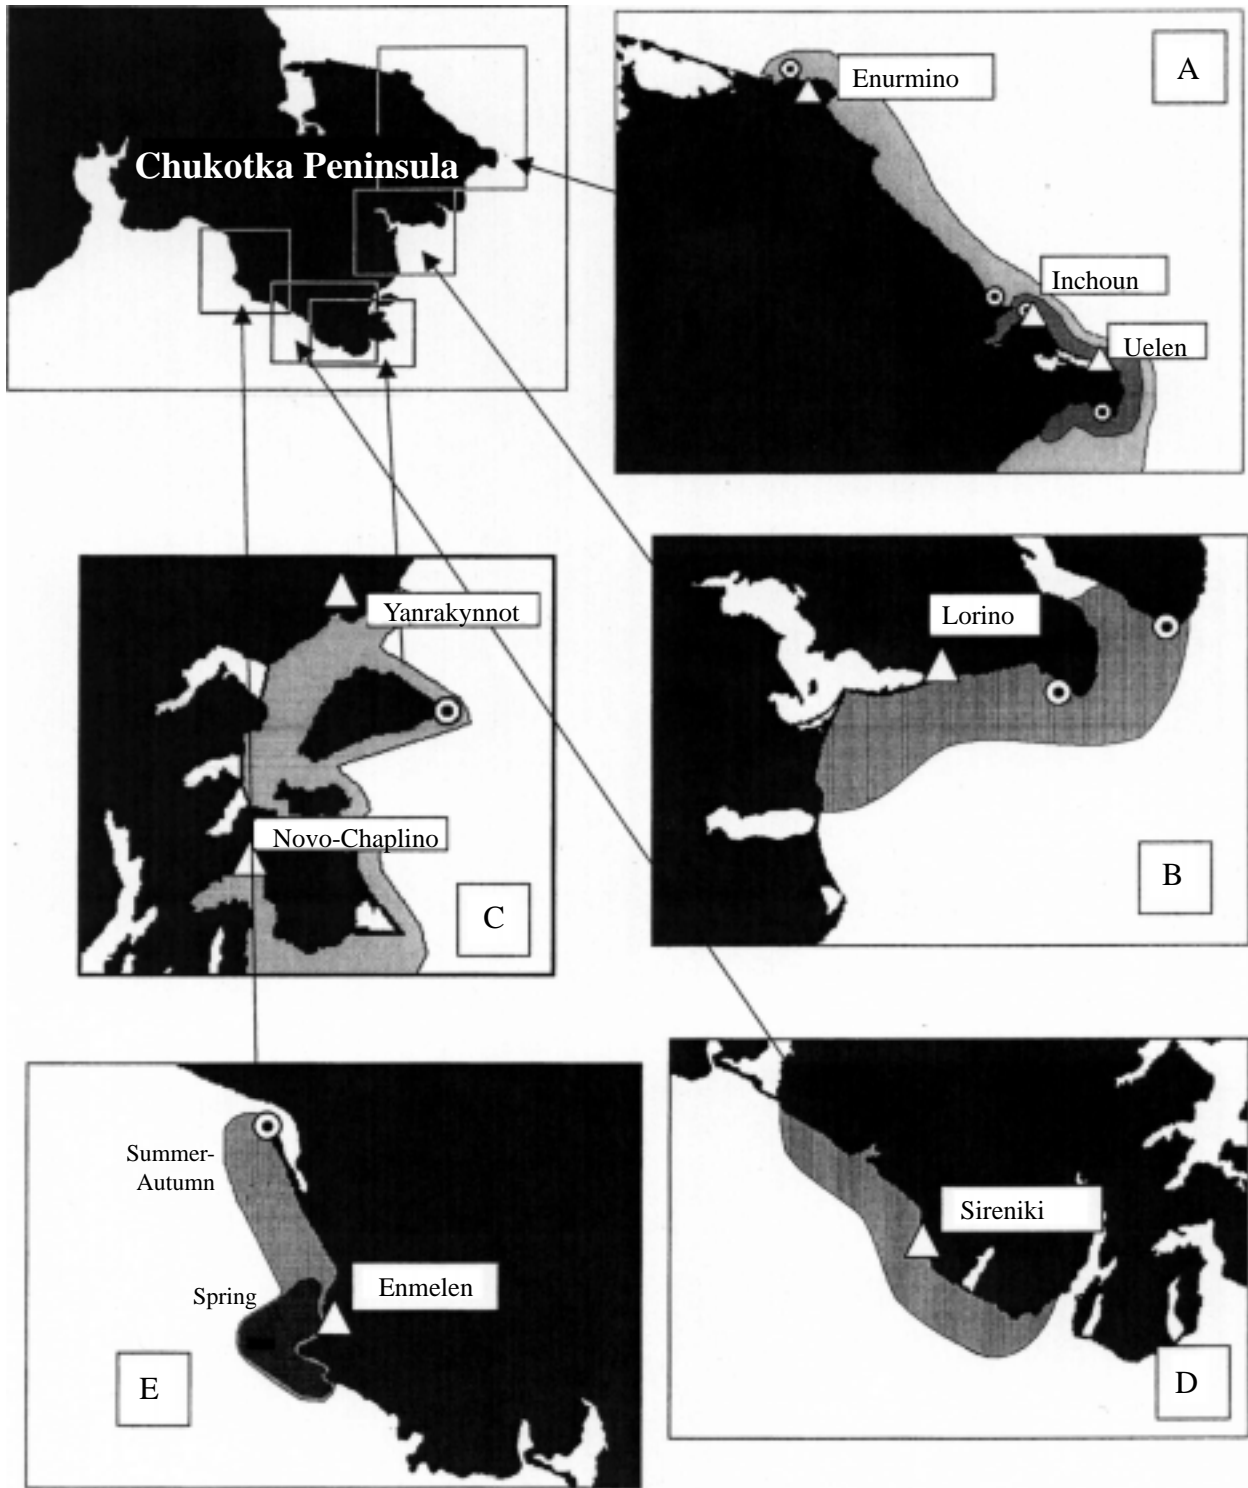 Chukotka Peninsula
A
Enurmino
Inchoun
Uelen
Yanrakynnot
Novo-Chaplino
C
Lorino
B
Summer-
Autumn
Spring
Enmelen
E
Sireniki
D